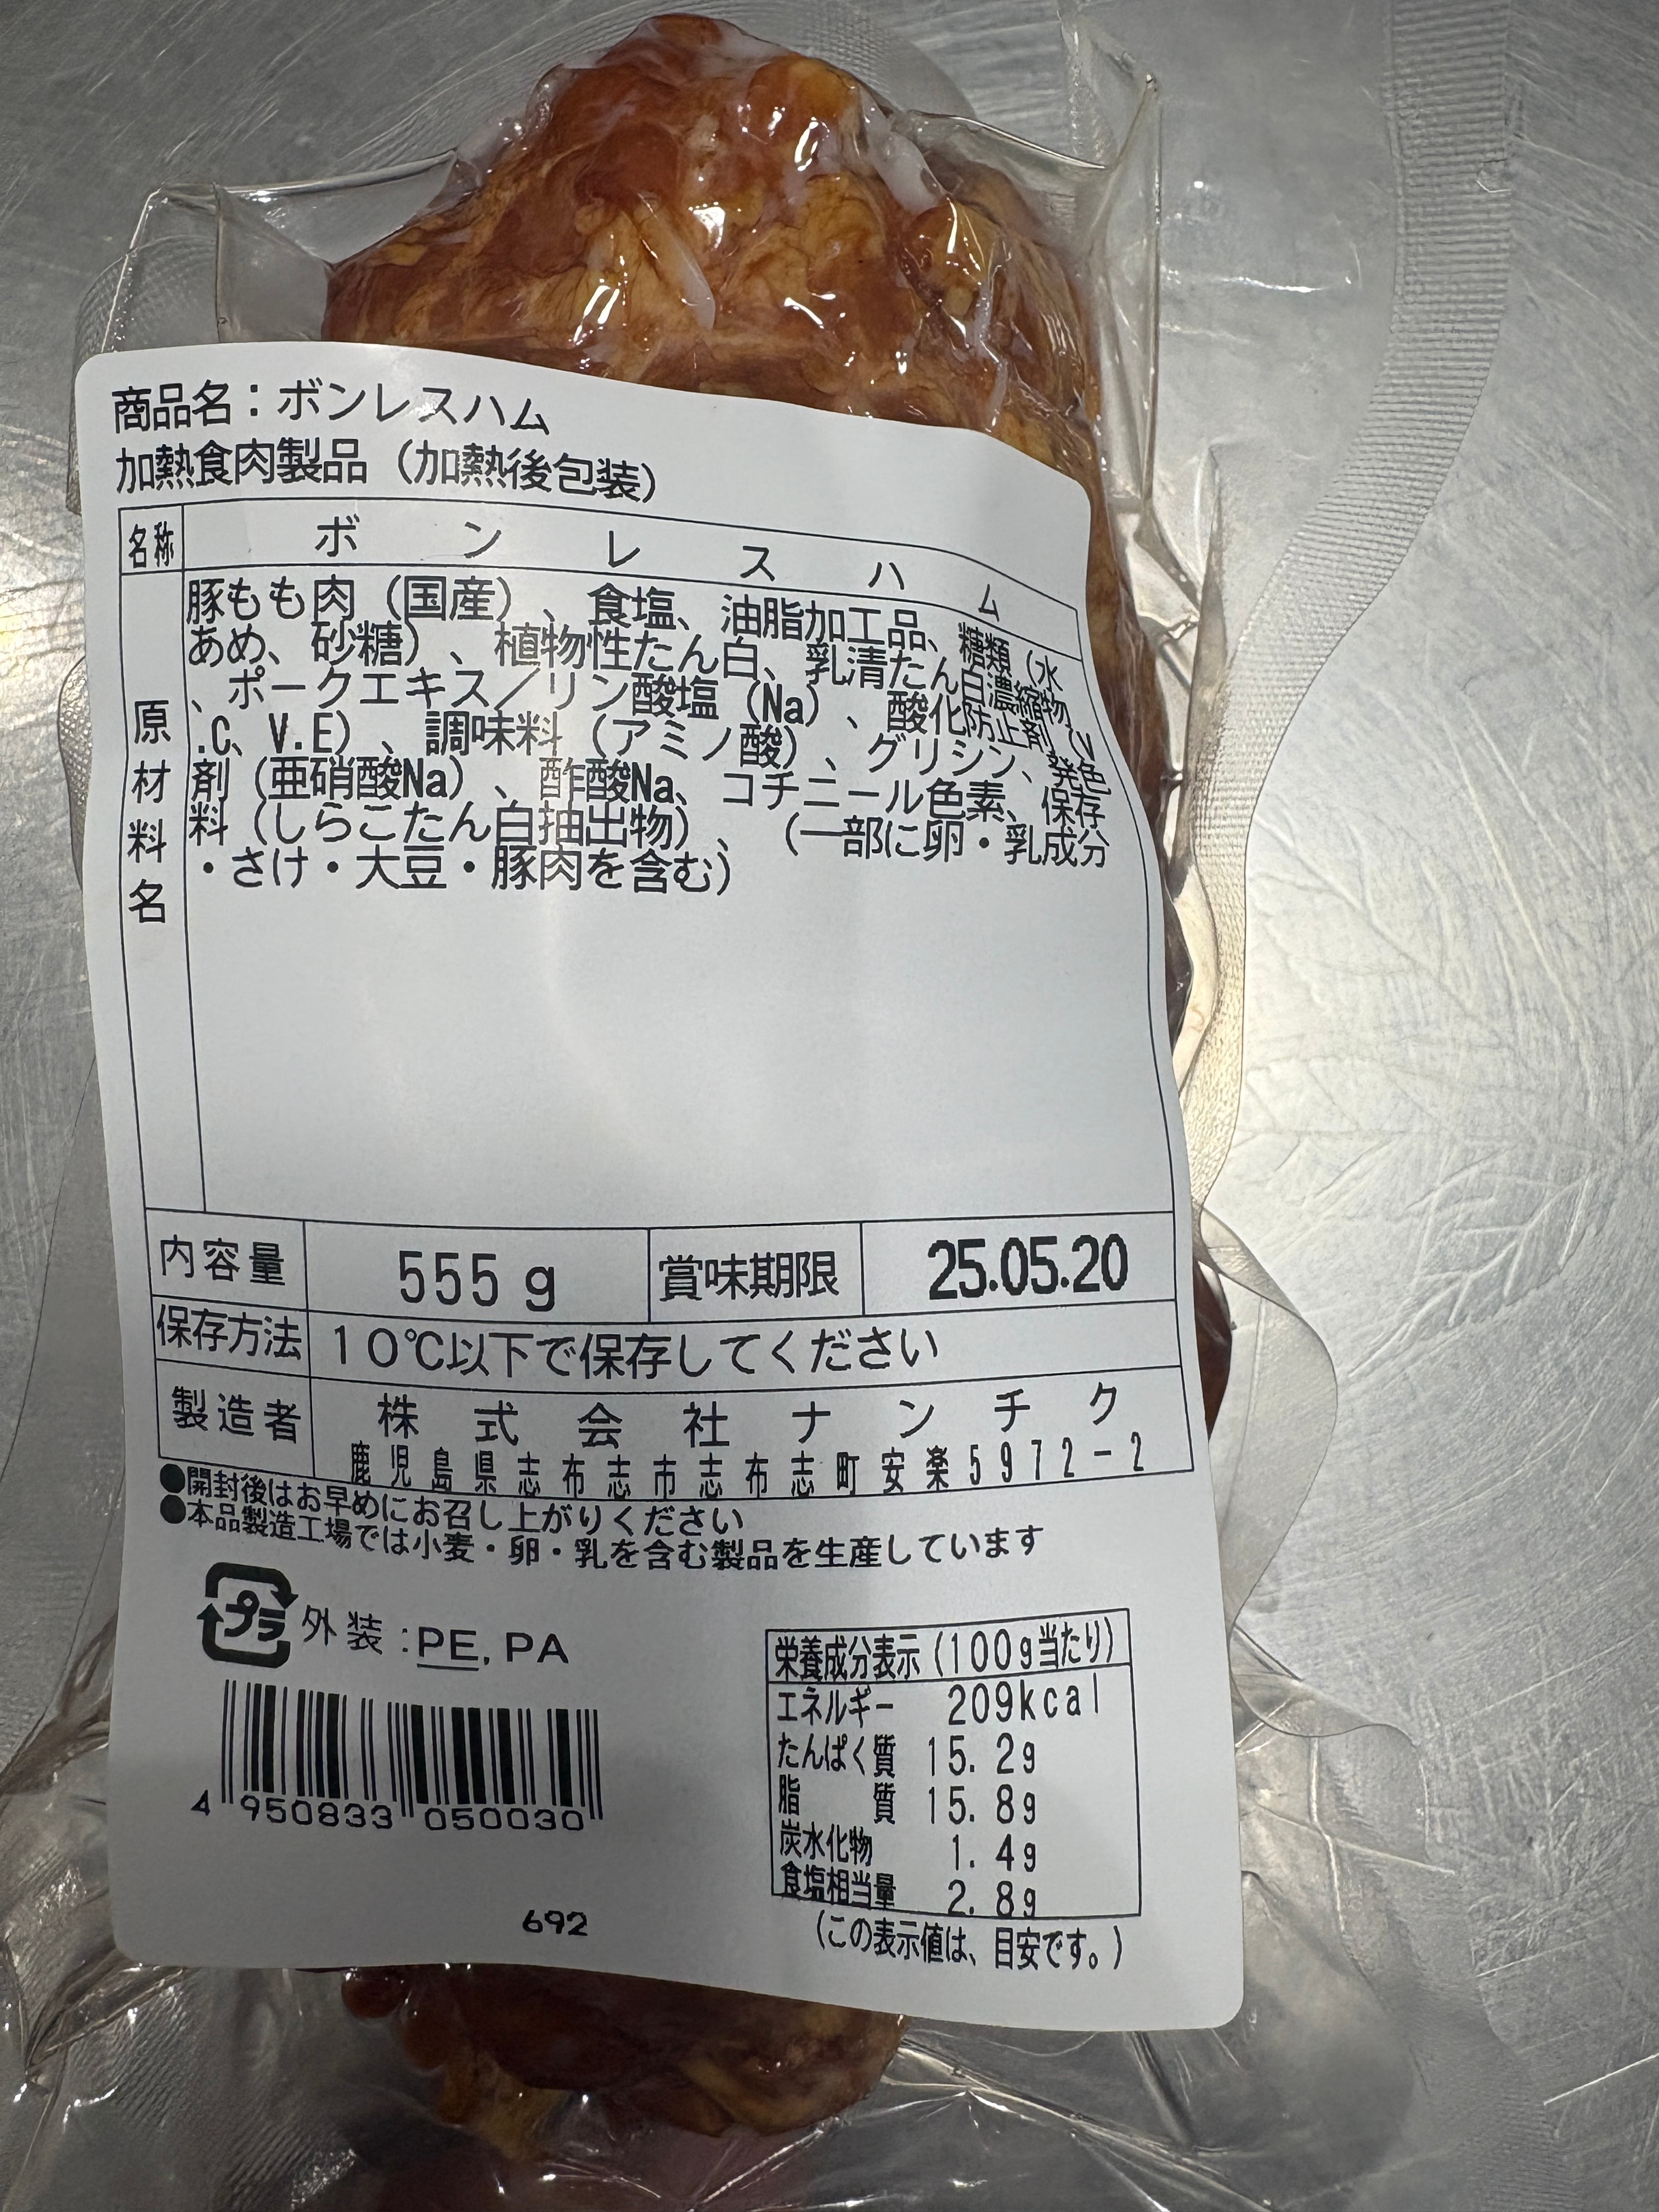 商品名：ボンレスハム
加熱食肉製品（加熱後包装）
名称 ボンレスハム
原材料名
豚もも肉（国産）、食塩、油脂加工品、糖類（水
あめ、砂糖）、植物性たん白、乳清たん白濃縮物
、ポークエキス／リン酸塩（Na）、酸化防止剤（V
.C、V.E）、調味料（アミノ酸）、グリシン、発色
剤（亜硝酸Na）、酢酸Na、コチニール色素、保存
料（しらこたん白抽出物）、（一部に卵・乳成分
・さけ・大豆・豚肉を含む）
内容量 555g 賞味期限 25.05.20
保存方法 10℃以下で保存してください
製造者 株式会社ナンチク
鹿児島県志布志市志布志町安楽5972-2
●開封後はお早めにお召し上がりください
●本品製造工場では小麦・卵・乳を含む製品を生産しています
プラ 外装:PE, PA
4 950833 050030
692
栄養成分表示(100g当たり)
エネルギー 209kcal
たんぱく質 15.2g
脂質 15.8g
炭水化物 1.4g
食塩相当量 2.8g
(この表示値は、目安です。)